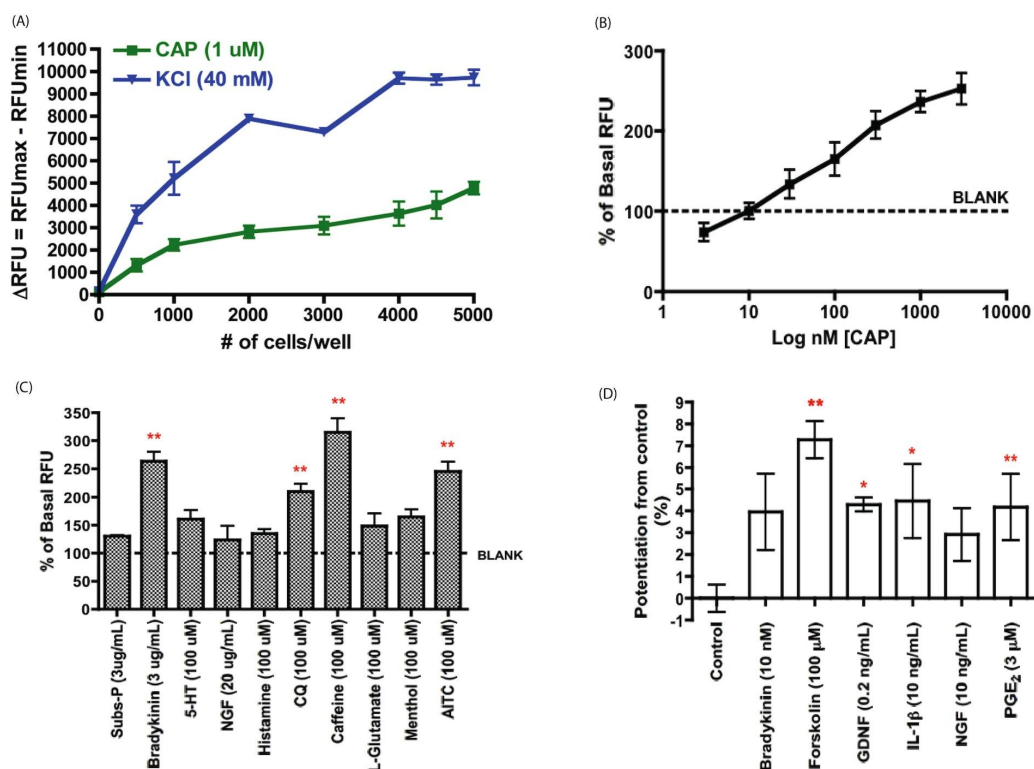 (A)
CAP (1 uM)
KCl (40 mM)
ΔRFU = RFUmax - RFUmin
11000
10000
9000
8000
7000
6000
5000
4000
3000
2000
1000
0
0 1000 2000 3000 4000 5000
# of cells/well
(B)
% of Basal RFU
300
200
100
0
BLANK
1 10 100 1000 10000
Log nM [CAP]
(C)
% of Basal RFU
400
350
300
250
200
150
100
50
0
**
**
**
**
BLANK
Subs-P (3ug/mL)
Bradykinin (3 ug/mL)
5-HT (100 uM)
NGF (20 ug/mL)
Histamine (100 uM)
CQ (100 uM)
Caffeine (100 uM)
L-Glutamate (100 uM)
Menthol (100 uM)
AITC (100 uM)
(D)
Potentiation from control
(%)
9
8
7
6
5
4
3
2
1
0
-1
**
*
*
**
Control
Bradykinin (10 nM)
Forskolin (100 µM)
GDNF (0.2 ng/mL)
IL-1β (10 ng/mL)
NGF (10 ng/mL)
PGE₂ (3 µM)